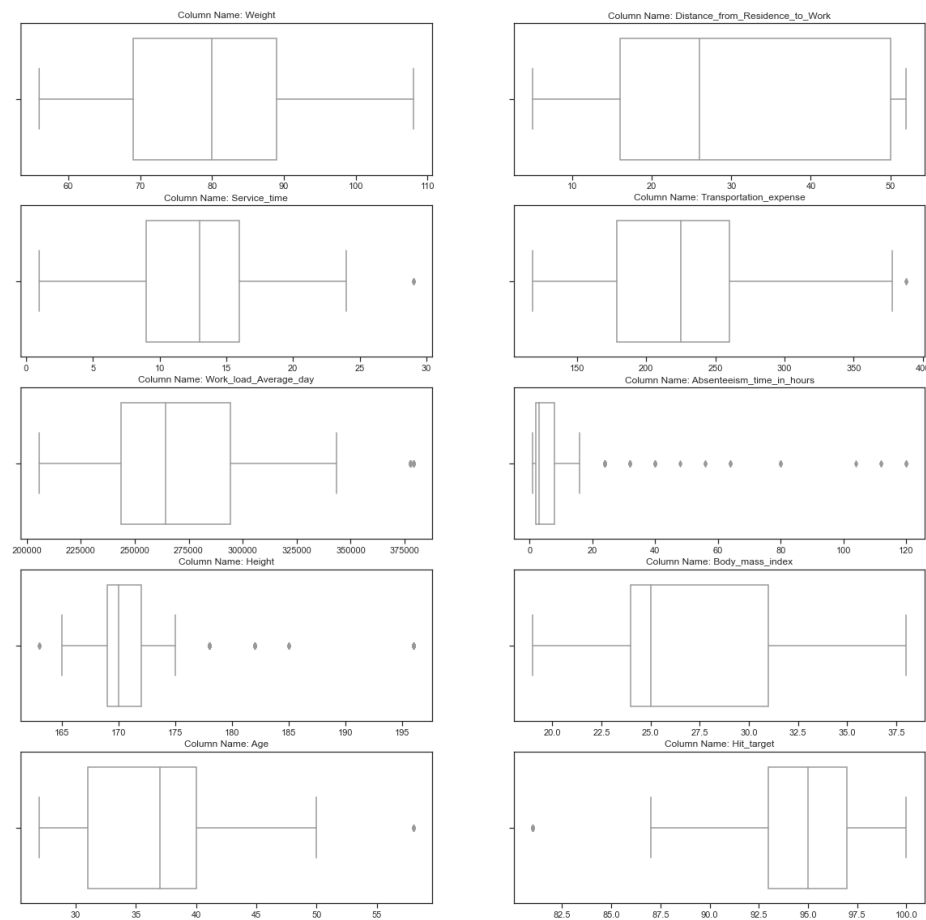 Column Name: Weight
60 70 80 90 100 110
Column Name: Distance_from_Residence_to_Work
10 20 30 40 50
Column Name: Service_time
0 5 10 15 20 25 30
Column Name: Transportation_expense
150 200 250 300 350
Column Name: Work_load_Average_day
200000 225000 250000 275000 300000 325000 350000 375000
Column Name: Absenteeism_time_in_hours
0 20 40 60 80 100 120
Column Name: Height
165 170 175 180 185 190 195
Column Name: Body_mass_index
20.0 22.5 25.0 27.5 30.0 32.5 35.0 37.5
Column Name: Age
30 35 40 45 50 55
Column Name: Hit_target
82.5 85.0 87.5 90.0 92.5 95.0 97.5 100.0